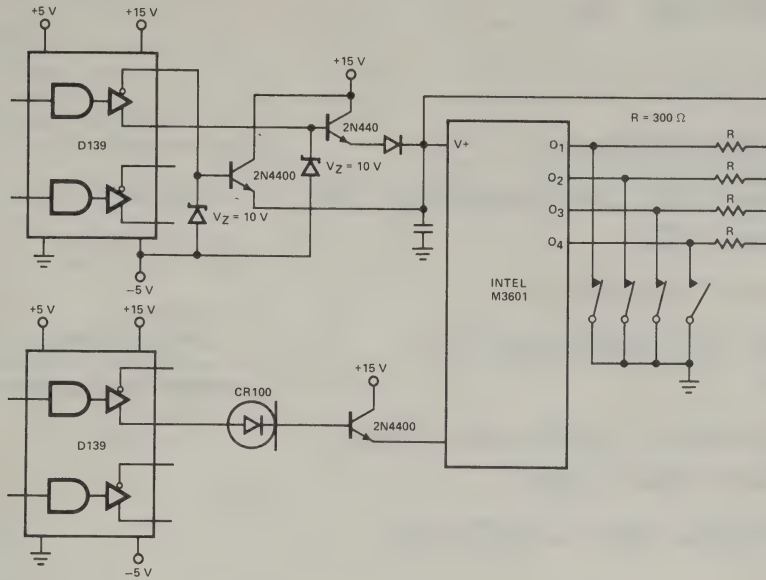 +5 V
+15 V
D139
-5 V
2N4400
VZ = 10 V
+15 V
2N440
VZ = 10 V
V+
INTEL
M3601
O1
O2
O3
O4
R = 300 Ω
R
R
R
R
+5 V
+15 V
D139
-5 V
CR100
+15 V
2N4400